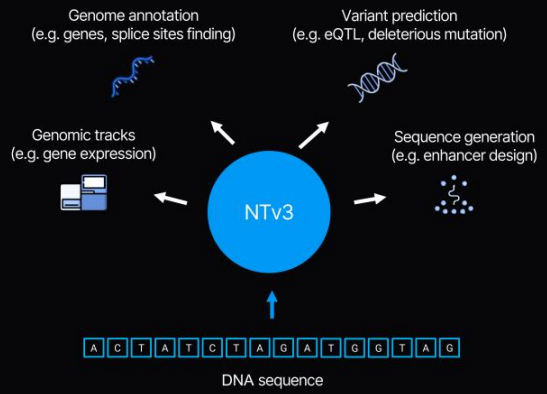 Genome annotation
(e.g. genes, splice sites finding)
Variant prediction
(e.g. eQTL, deleterious mutation)
Genomic tracks
(e.g. gene expression)
Sequence generation
(e.g. enhancer design)
NTv3
A C T A T C T A G A T G G T A G
DNA sequence